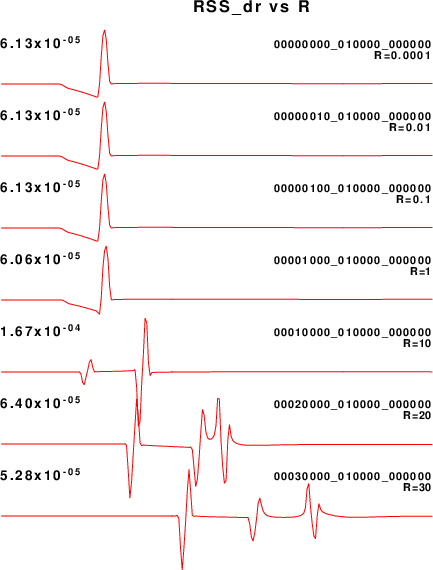 RSS_dr vs R
6.13x10-05 00000000_010000_000000
R=0.0001
6.13x10-05 00000010_010000_000000
R=0.01
6.13x10-05 00000100_010000_000000
R=0.1
6.06x10-05 00001000_010000_000000
R=1
1.67x10-04 00010000_010000_000000
R=10
6.40x10-05 00020000_010000_000000
R=20
5.28x10-05 00030000_010000_000000
R=30